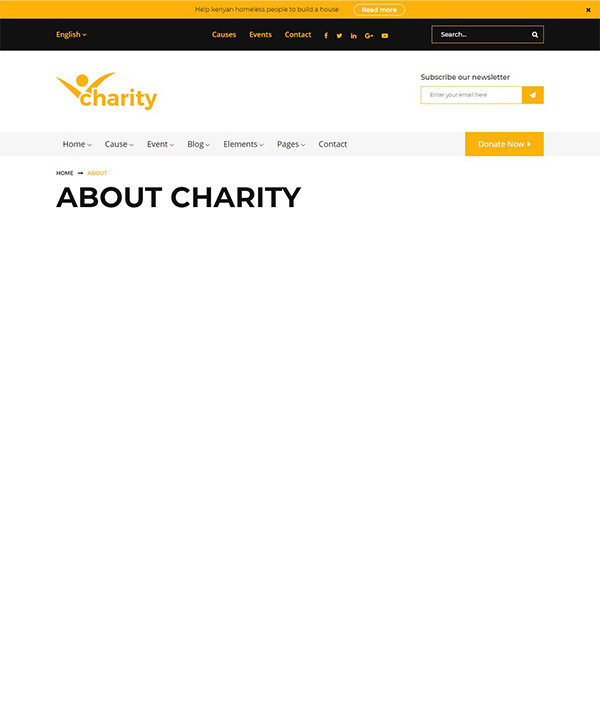 Help kenyan homeless people to build a house Read more
English Causes Events Contact Search...
charity
Subscribe our newsletter
Enter your email here
Home Cause Event Blog Elements Pages Contact Donate Now
HOME ABOUT
ABOUT CHARITY